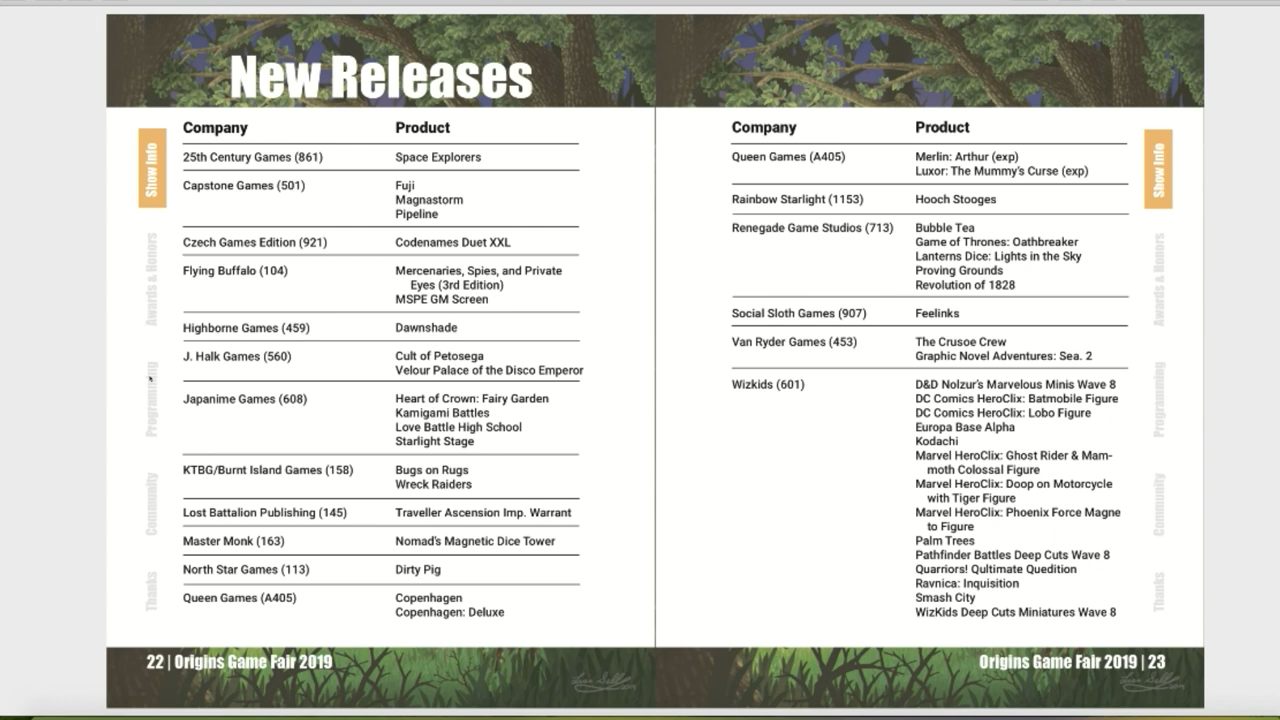 New Releases
Company Product
Show Info
25th Century Games (861) Space Explorers
Capstone Games (501) Fuji
Magnastorm
Pipeline
Awards & Honors
Czech Games Edition (921) Codenames Duet XXL
Flying Buffalo (104) Mercenaries, Spies, and Private
Eyes (3rd Edition)
MSPE GM Screen
Highborne Games (459) Dawnshade
J. Halk Games (560) Cult of Petosega
Velour Palace of the Disco Emperor
Programming
Japanime Games (608) Heart of Crown: Fairy Garden
Kamigami Battles
Love Battle High School
Starlight Stage
KTBG/Burnt Island Games (158) Bugs on Rugs
Wreck Raiders
Community
Lost Battalion Publishing (145) Traveller Ascension Imp. Warrant
Master Monk (163) Nomad's Magnetic Dice Tower
North Star Games (113) Dirty Pig
Thanks
Queen Games (A405) Copenhagen
Copenhagen: Deluxe
22 | Origins Game Fair 2019
Company Product
Show Info
Queen Games (A405) Merlin: Arthur (exp)
Luxor: The Mummy's Curse (exp)
Rainbow Starlight (1153) Hooch Stooges
Renegade Game Studios (713) Bubble Tea
Game of Thrones: Oathbreaker
Lanterns Dice: Lights in the Sky
Proving Grounds
Revolution of 1828
Awards & Honors
Social Sloth Games (907) Feelinks
Van Ryder Games (453) The Crusoe Crew
Graphic Novel Adventures: Sea. 2
Programming
Wizkids (601) D&D Nolzur's Marvelous Minis Wave 8
DC Comics HeroClix: Batmobile Figure
DC Comics HeroClix: Lobo Figure
Europa Base Alpha
Kodachi
Marvel HeroClix: Ghost Rider & Mam-
moth Colossal Figure
Marvel HeroClix: Doop on Motorcycle
with Tiger Figure
Marvel HeroClix: Phoenix Force Magne
to Figure
Community
Palm Trees
Pathfinder Battles Deep Cuts Wave 8
Quarriors! Qultimate Quedition
Ravnica: Inquisition
Smash City
WizKids Deep Cuts Miniatures Wave 8
Thanks
Origins Game Fair 2019 | 23